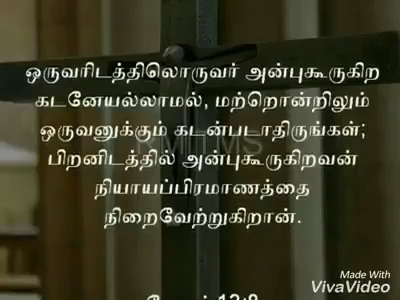 ஒருவரிடத்திலொருவர் அன்புகூருகிற
கடனேயல்லாமல், மற்றொன்றிலும்
ஒருவனுக்கும் கடன்படாதிருங்கள்;
பிறனிடத்தில் அன்புகூருகிறவன்
நியாயப்பிரமாணத்தை
நிறைவேற்றுகிறான்.
Made With
VivaVideo